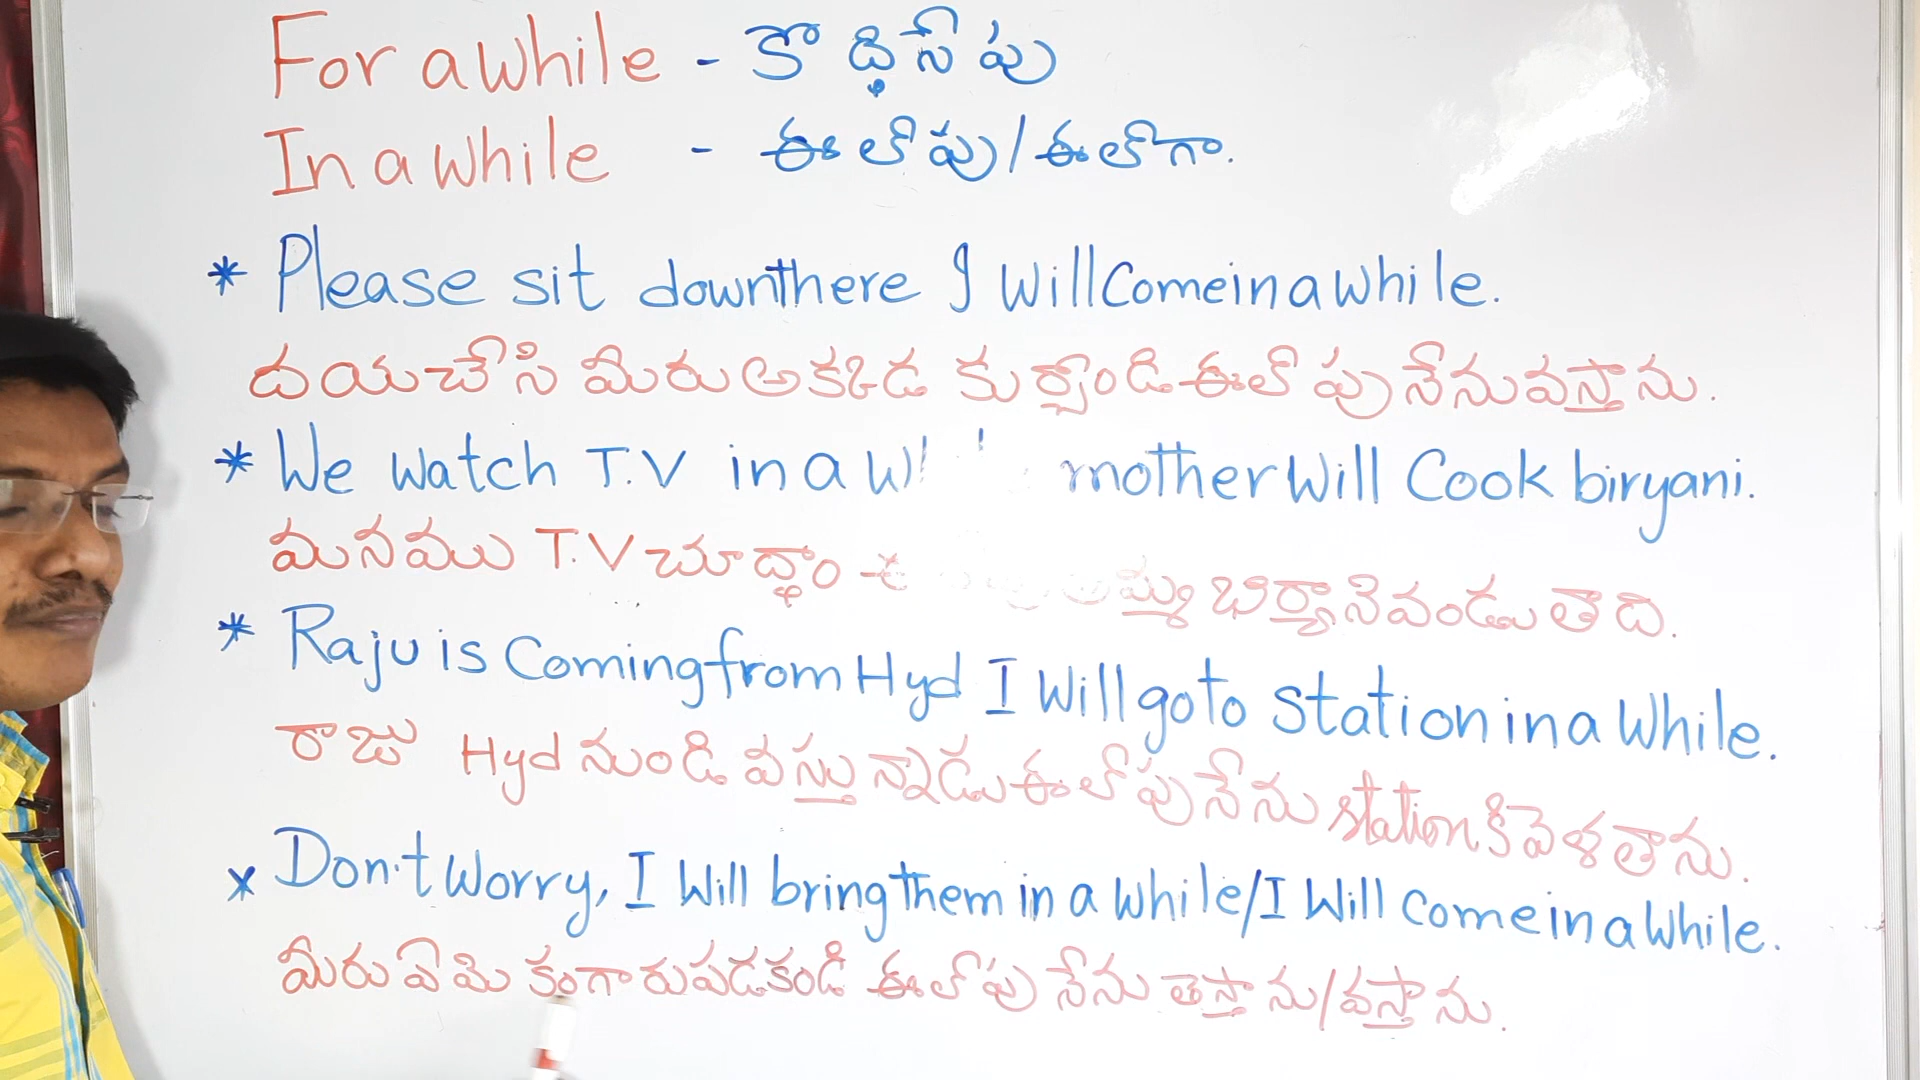 For a while - కొద్ధిసేపు
In a while - ఈలోపు/ఈలోగా.
* Please sit down there I Will Come in a while.
దయచేసి మీరు అక్కడ కుర్చోండి ఈలోపు నేను వస్తాను.
* We watch T.V in a mother Will Cook biryani.
మనము T.V చూద్ధాం అమ్మ భిర్యానివండుతాది.
* Raju is Coming from Hyd I Will go to station in a While.
రాజు Hyd నుండి వస్తున్నాడు ఈలోపు నేను station కి వెళతాను.
* Don't Worry, I Will bring them in a while/I Will Come in a While.
మీరు ఏమి కంగారుపడకండి ఈలోపు నేను తెస్తాను/వస్తాను.